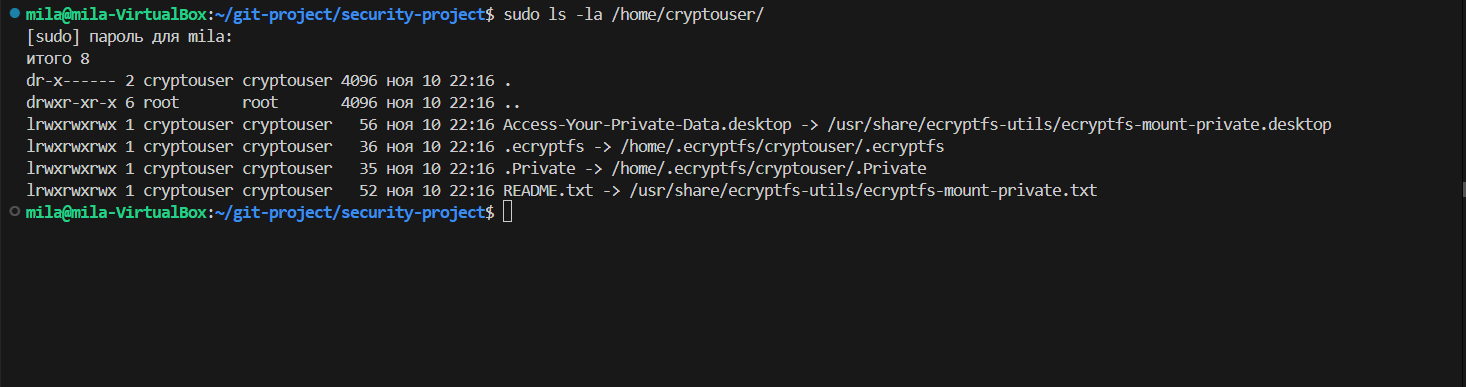 mila@mila-VirtualBox:~/git-project/security-project$ sudo ls -la /home/cryptouser/
[sudo] пароль для mila:
итого 8
dr-x------ 2 cryptouser cryptouser 4096 ноя 10 22:16 .
drwxr-xr-x 6 root       root       4096 ноя 10 22:16 ..
lrwxrwxrwx 1 cryptouser cryptouser   56 ноя 10 22:16 Access-Your-Private-Data.desktop -> /usr/share/ecryptfs-utils/ecryptfs-mount-private.desktop
lrwxrwxrwx 1 cryptouser cryptouser   36 ноя 10 22:16 .ecryptfs -> /home/.ecryptfs/cryptouser/.ecryptfs
lrwxrwxrwx 1 cryptouser cryptouser   35 ноя 10 22:16 .Private -> /home/.ecryptfs/cryptouser/.Private
lrwxrwxrwx 1 cryptouser cryptouser   52 ноя 10 22:16 README.txt -> /usr/share/ecryptfs-utils/ecryptfs-mount-private.txt
mila@mila-VirtualBox:~/git-project/security-project$